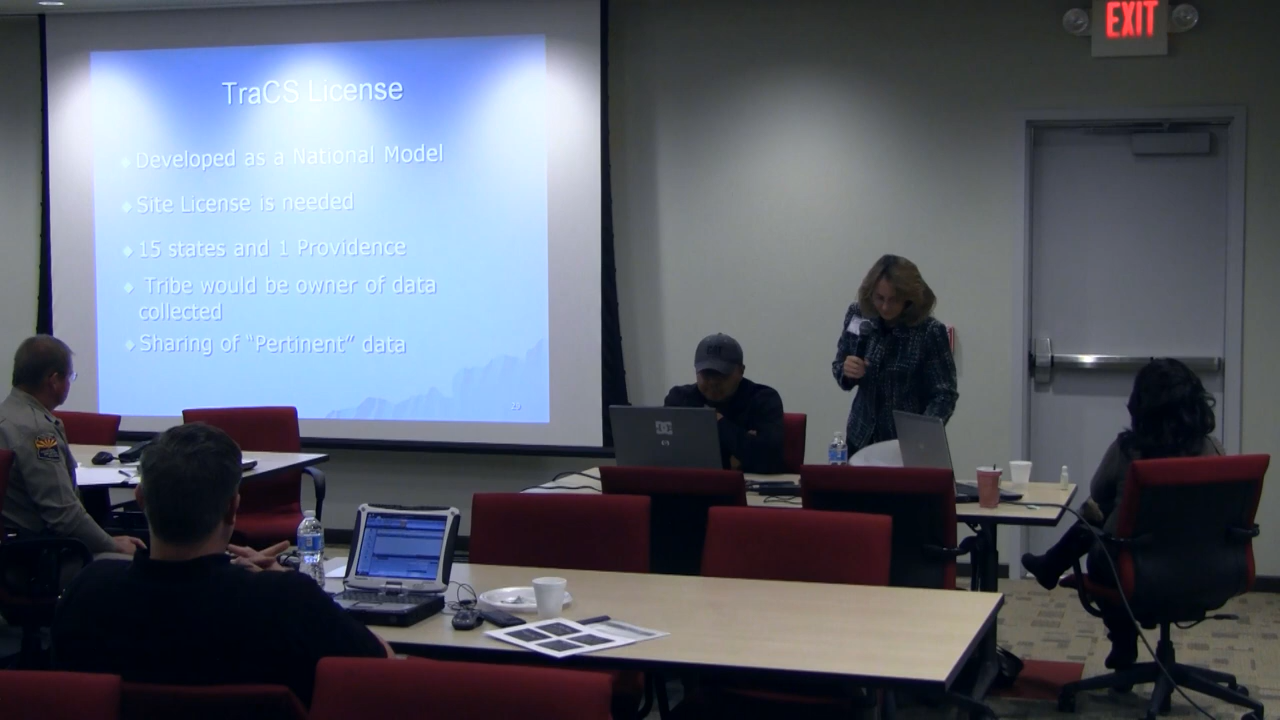 EXIT
TraCS License
Developed as a National Model
Site License is needed
15 states and 1 Providence
Tribe would be owner of data
collected
Sharing of “Pertinent” data
29